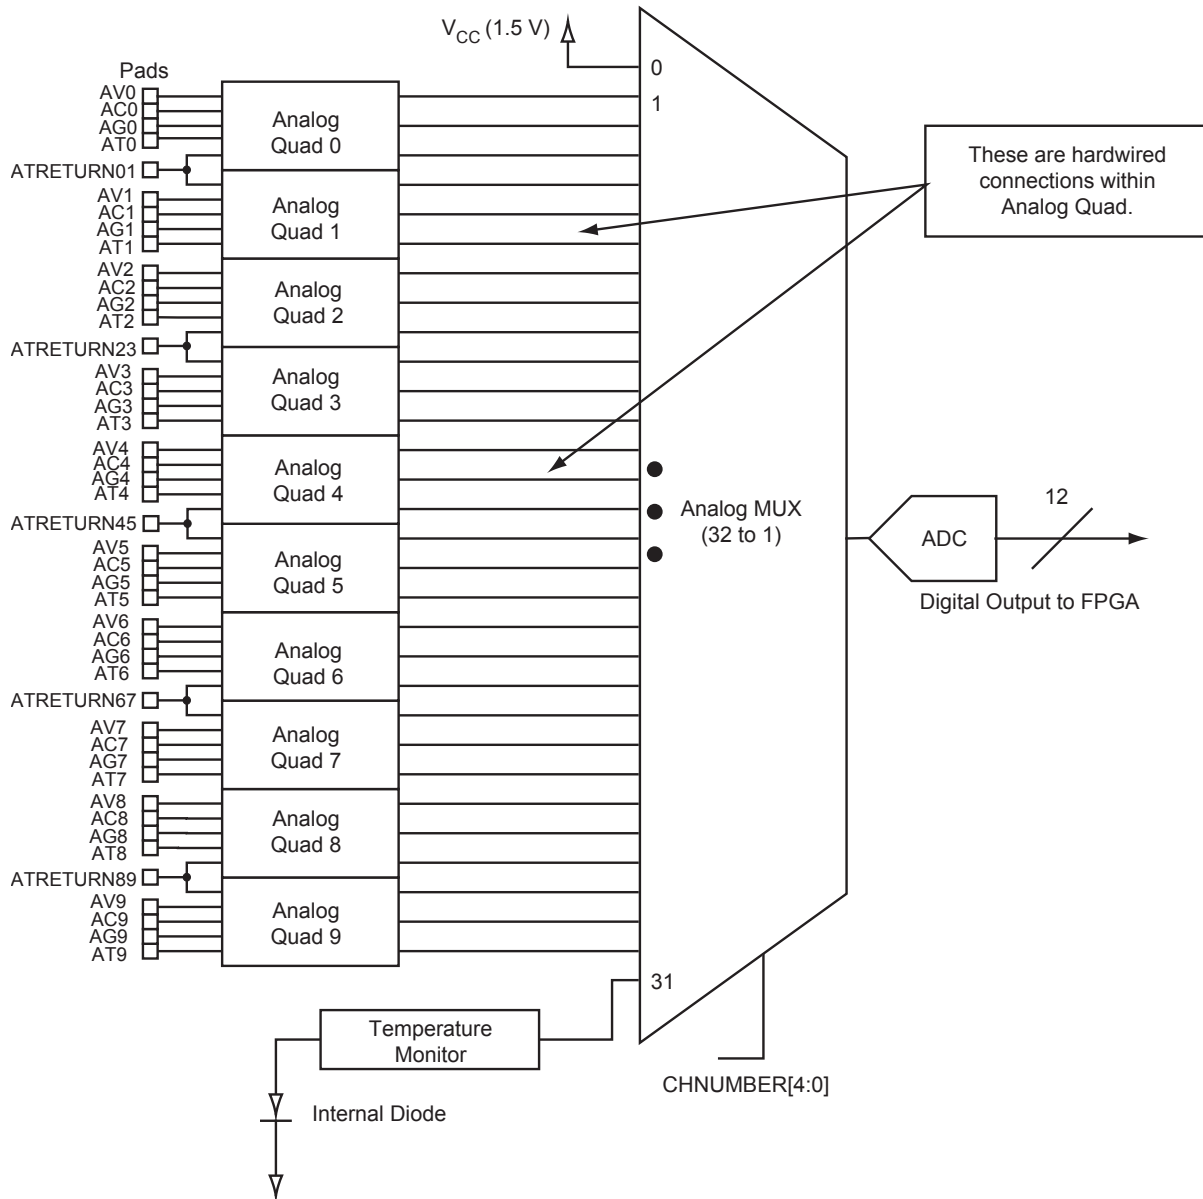 V_CC (1.5 V)
Pads
AV0
AC0
AG0
AT0
ATRETURN01
AV1
AC1
AG1
AT1
AV2
AC2
AG2
AT2
ATRETURN23
AV3
AC3
AG3
AT3
AV4
AC4
AG4
AT4
ATRETURN45
AV5
AC5
AG5
AT5
AV6
AC6
AG6
AT6
ATRETURN67
AV7
AC7
AG7
AT7
AV8
AC8
AG8
AT8
ATRETURN89
AV9
AC9
AG9
AT9
Analog
Quad 0
Analog
Quad 1
Analog
Quad 2
Analog
Quad 3
Analog
Quad 4
Analog
Quad 5
Analog
Quad 6
Analog
Quad 7
Analog
Quad 8
Analog
Quad 9
0
1
31
Analog MUX
(32 to 1)
These are hardwired
connections within
Analog Quad.
ADC
12
Digital Output to FPGA
Temperature
Monitor
CHNUMBER[4:0]
Internal Diode